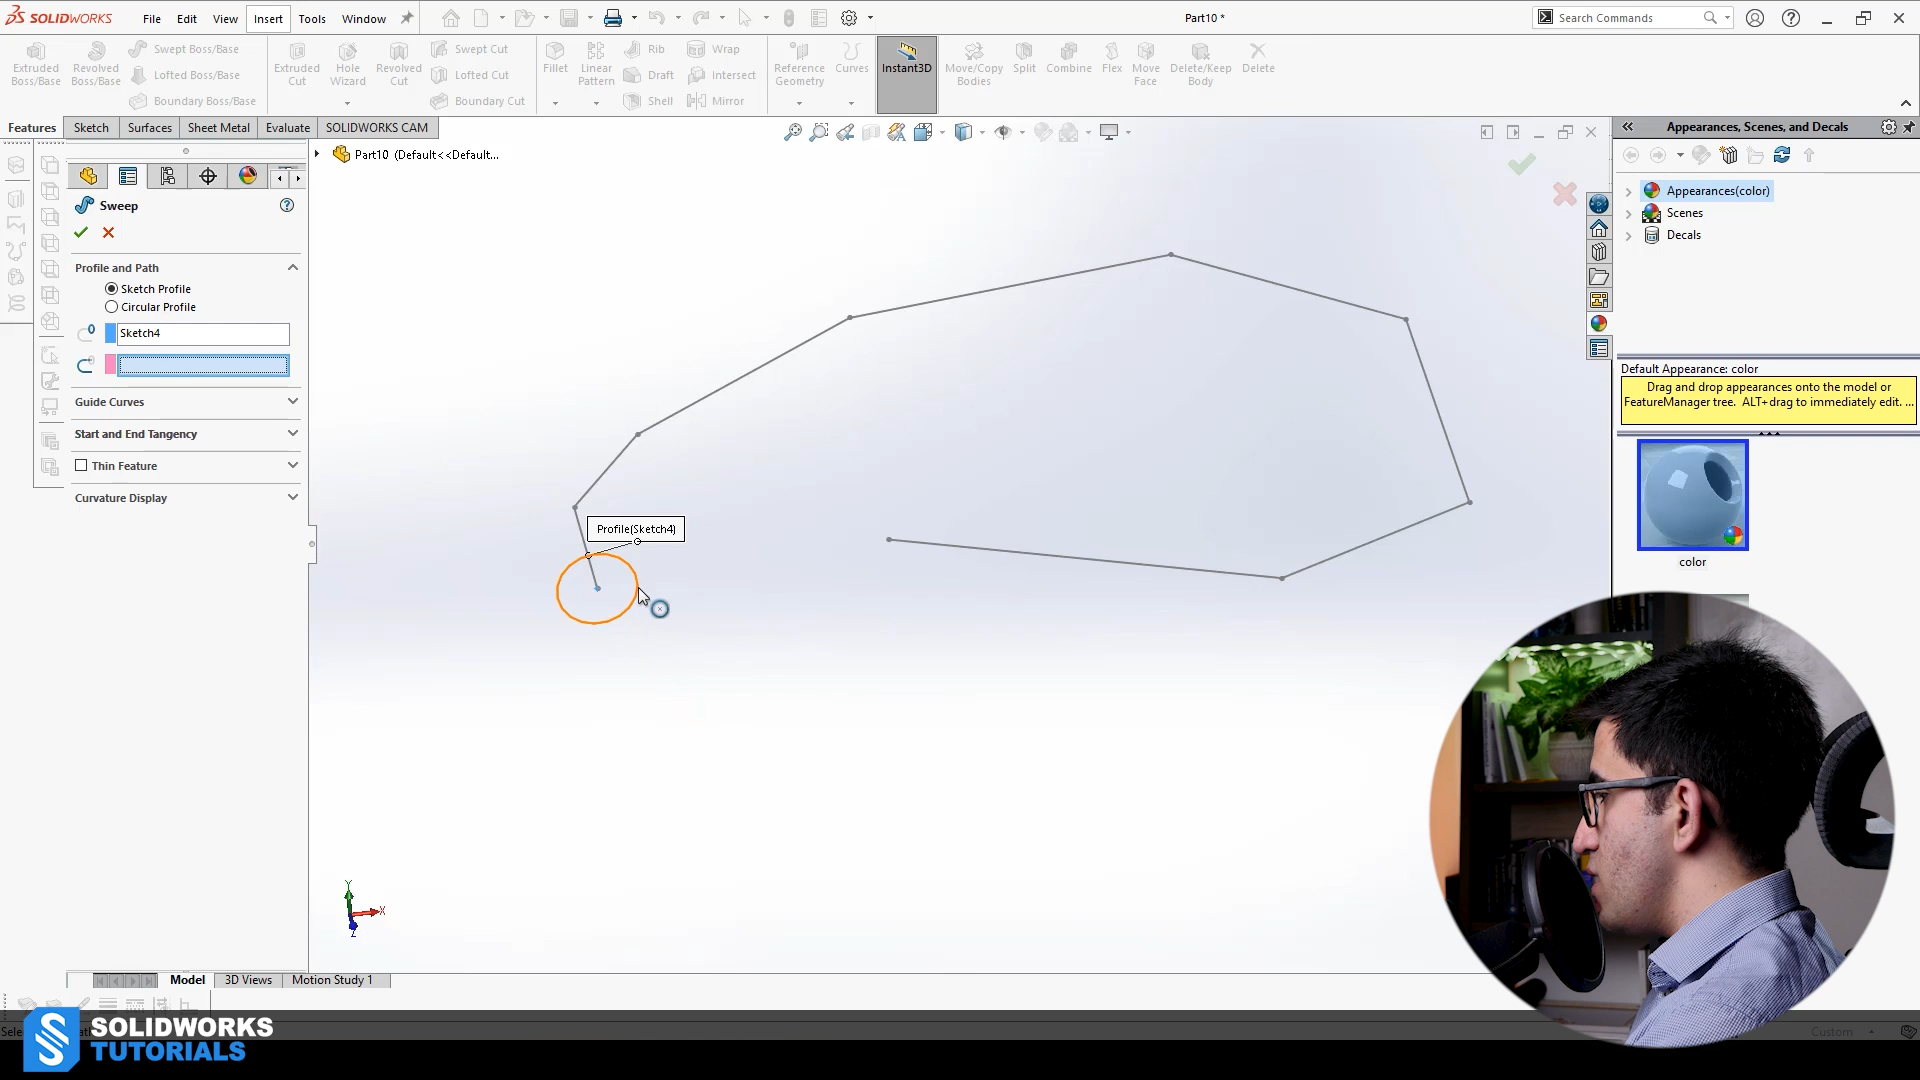 SOLIDWORKS File Edit View Insert Tools Window Part10 * Search Commands
Extruded Boss/Base
Revolved Boss/Base
Swept Boss/Base
Lofted Boss/Base
Boundary Boss/Base
Extruded Cut
Hole Wizard
Revolved Cut
Swept Cut
Lofted Cut
Boundary Cut
Fillet
Linear Pattern
Rib
Draft
Shell
Wrap
Intersect
Mirror
Reference Geometry
Curves
Instant3D
Move/Copy Bodies
Split
Combine
Flex
Move Face
Delete/Keep Body
Delete
Features Sketch Surfaces Sheet Metal Evaluate SOLIDWORKS CAM
Part10 (Default<<Default...
Sweep
Profile and Path
Sketch Profile
Circular Profile
Sketch4
Guide Curves
Start and End Tangency
Thin Feature
Curvature Display
Profile(Sketch4)
Y
X
Z
Appearances, Scenes, and Decals
Appearances(color)
Scenes
Decals
Default Appearance: color
Drag and drop appearances onto the model or
FeatureManager tree. ALT+drag to immediately edit. ...
color
Model 3D Views Motion Study 1
SOLIDWORKS
TUTORIALS
Custom